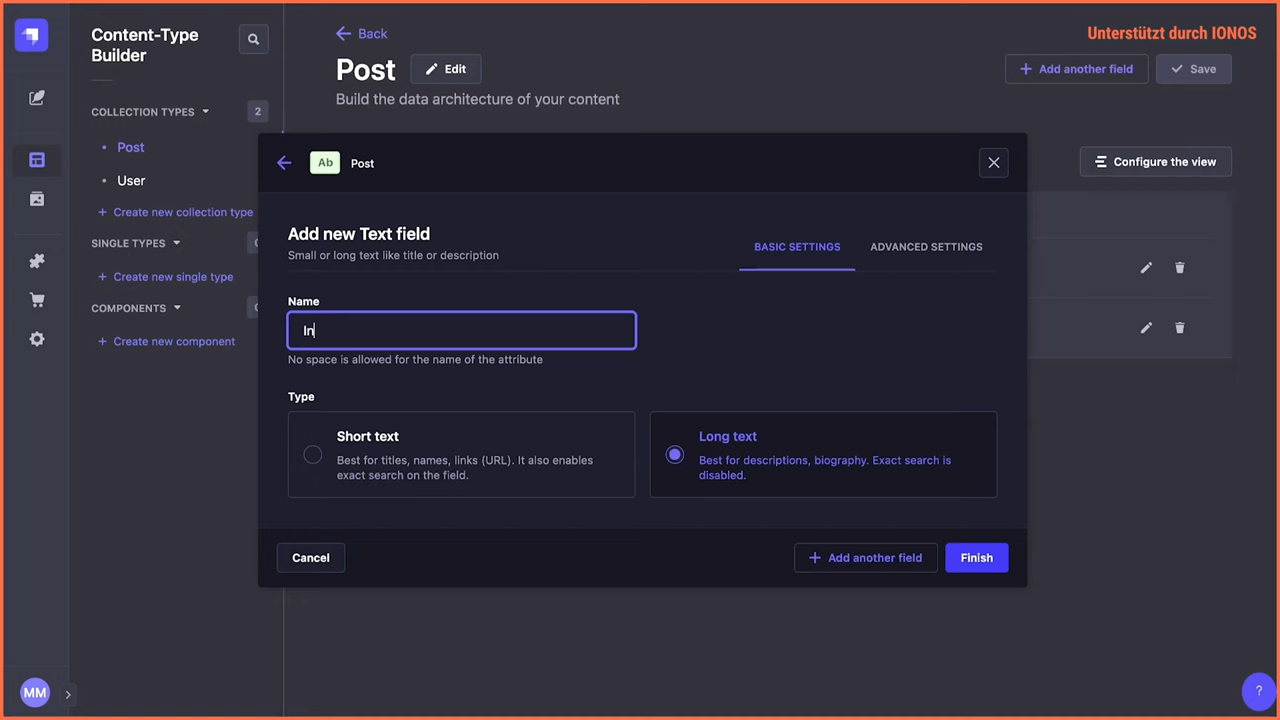 Content-Type
Builder
COLLECTION TYPES
2
Post
User
+ Create new collection type
SINGLE TYPES
+ Create new single type
COMPONENTS
+ Create new component
MM
Back
Unterstützt durch IONOS
Post
Edit
+ Add another field
Save
Build the data architecture of your content
Configure the view
Ab
Post
Add new Text field
Small or long text like title or description
BASIC SETTINGS
ADVANCED SETTINGS
Name
In
No space is allowed for the name of the attribute
Type
Short text
Best for titles, names, links (URL). It also enables
exact search on the field.
Long text
Best for descriptions, biography. Exact search is
disabled.
Cancel
+ Add another field
Finish
?